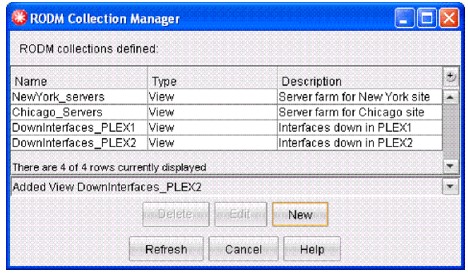 RODM Collection Manager
RODM collections defined:
Name Type Description
NewYork_servers View Server farm for New York site
Chicago_Servers View Server farm for Chicago site
DownInterfaces_PLEX1 View Interfaces down in PLEX1
DownInterfaces_PLEX2 View Interfaces down in PLEX2
There are 4 of 4 rows currently displayed
Added View DownInterfaces_PLEX2
Delete Edit New
Refresh Cancel Help